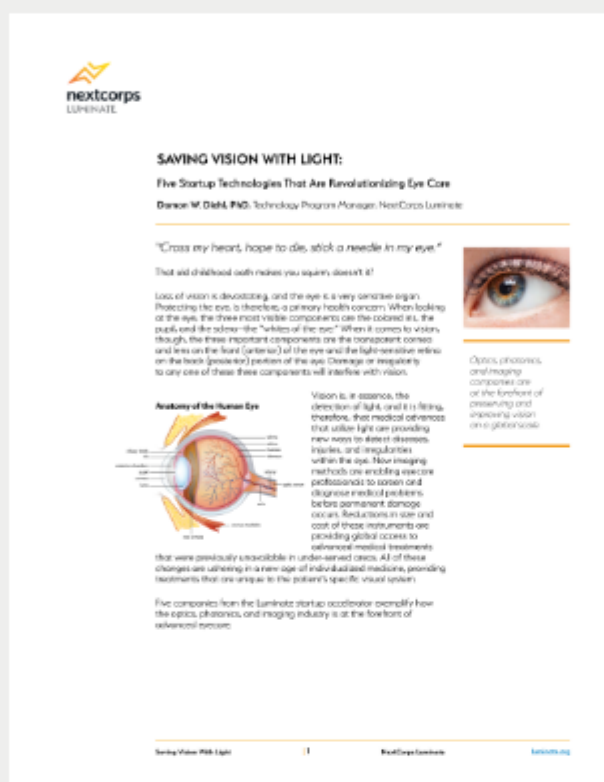 nextcorps
LUMINATE
SAVING VISION WITH LIGHT:
Five Startup Technologies That Are Revolutionizing Eye Care
Damon W. Diehl, PhD, Technology Program Manager, NextCorps Luminate
"Cross my heart, hope to die, stick a needle in my eye."
That old childhood oath makes you squirm, doesn't it?
Loss of vision is devastating, and the eye is a very sensitive organ.
Protecting the eye, is therefore, a primary health concern. When looking
at the eye, the three most visible components are the colored iris, the
pupil, and the sclera—the "whites of the eye." When it comes to vision,
though, the three important components are the transparent cornea
and lens on the front (anterior) of the eye and the light-sensitive retina
on the back (posterior) portion of the eye. Damage or irregularity
to any one of these three components will interfere with vision.
Optics, photonics,
and imaging
companies are
at the forefront of
preserving and
improving vision
on a global scale
Anatomy of the Human Eye
Vision is, in essence, the
detection of light, and it is fitting,
therefore, that medical advances
that utilize light are providing
new ways to detect diseases,
injuries, and irregularities
within the eye. New imaging
methods are enabling eyecare
professionals to screen and
diagnose medical problems
before permanent damage
occurs. Reductions in size and
cost of these instruments are
providing global access to
advanced medical treatments
that were previously unavailable in under-served areas. All of these
changes are ushering in a new age of individualized medicine, providing
treatments that are unique to the patient's specific visual system.
Five companies from the Luminate startup accelerator exemplify how
the optics, photonics, and imaging industry is at the forefront of
advanced eyecare.
Saving Vision With Light | 1 NextCorps Luminate luminate.org